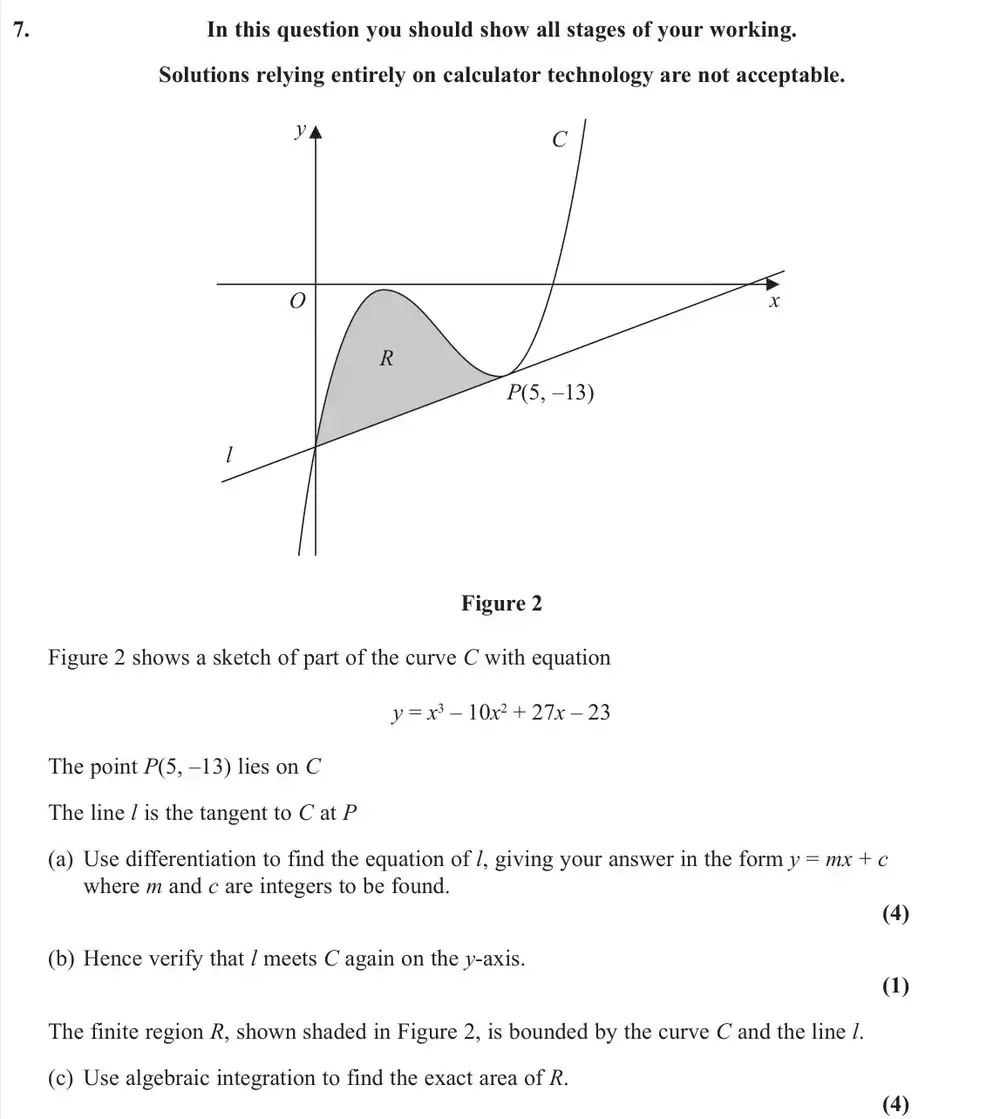 7.
In this question you should show all stages of your working.
Solutions relying entirely on calculator technology are not acceptable.
y
C
O
x
R
P(5, –13)
l
Figure 2
Figure 2 shows a sketch of part of the curve C with equation
y = x³ – 10x² + 27x – 23
The point P(5, –13) lies on C
The line l is the tangent to C at P
(a) Use differentiation to find the equation of l, giving your answer in the form y = mx + c
where m and c are integers to be found.
(4)
(b) Hence verify that l meets C again on the y-axis.
(1)
The finite region R, shown shaded in Figure 2, is bounded by the curve C and the line l.
(c) Use algebraic integration to find the exact area of R.
(4)